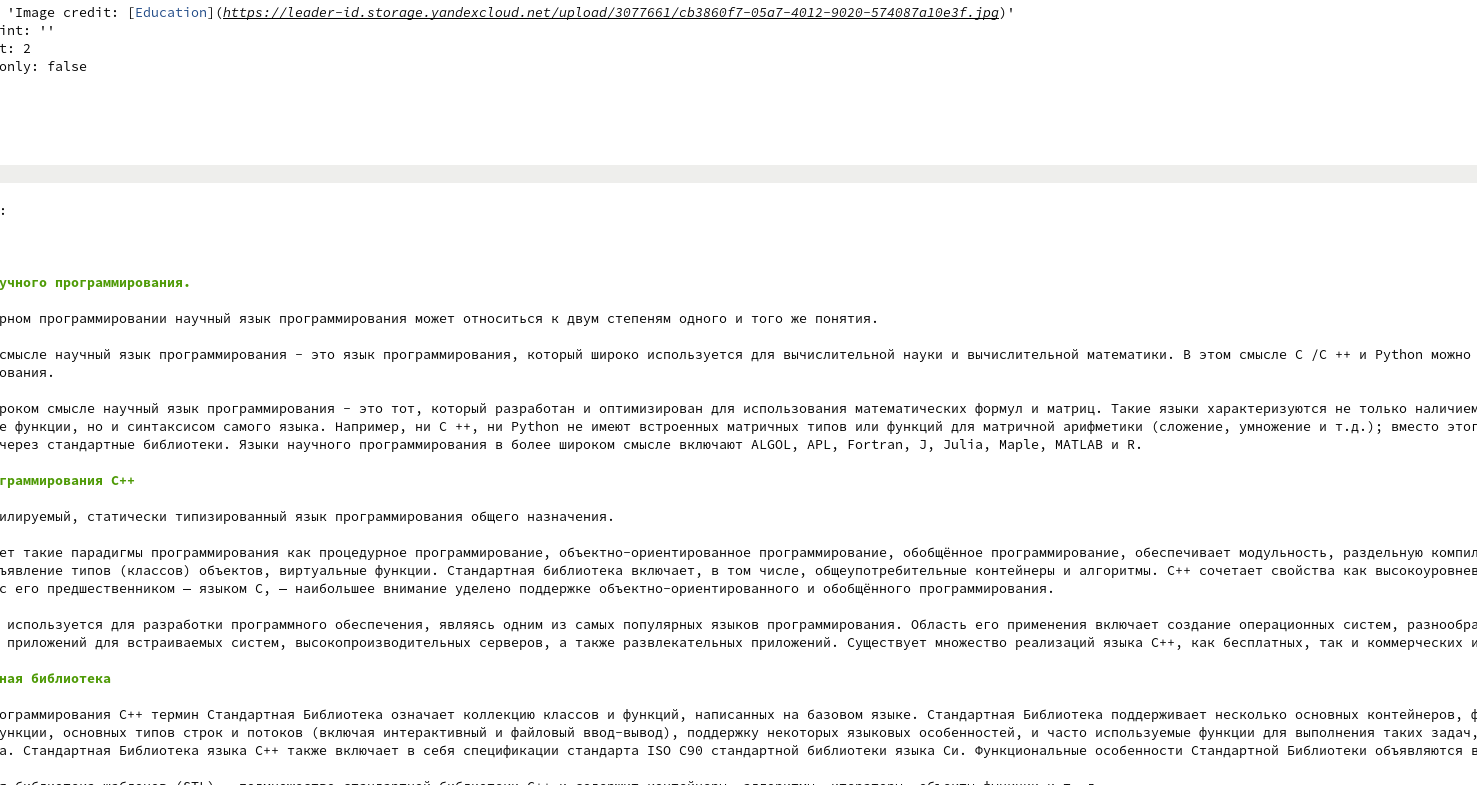 'Image credit: [Education](https://leader-id.storage.yandexcloud.net/upload/3077661/cb3860f7-05a7-4012-9020-574087a10e3f.jpg)'
int: ''
t: 2
only: false
:
учного программирования.
рном программировании научный язык программирования может относиться к двум степеням одного и того же понятия.
смысле научный язык программирования – это язык программирования, который широко используется для вычислительной науки и вычислительной математики. В этом смысле C /C ++ и Python можно
ования.
роком смысле научный язык программирования – это тот, который разработан и оптимизирован для использования математических формул и матриц. Такие языки характеризуются не только наличием
е функции, но и синтаксисом самого языка. Например, ни C ++, ни Python не имеют встроенных матричных типов или функций для матричной арифметики (сложение, умножение и т.д.); вместо этог
через стандартные библиотеки. Языки научного программирования в более широком смысле включают ALGOL, APL, Fortran, J, Julia, Maple, MATLAB и R.
граммирования C++
илируемый, статически типизированный язык программирования общего назначения.
ет такие парадигмы программирования как процедурное программирование, объектно-ориентированное программирование, обобщённое программирование, обеспечивает модульность, раздельную компил
ъявление типов (классов) объектов, виртуальные функции. Стандартная библиотека включает, в том числе, общеупотребительные контейнеры и алгоритмы. C++ сочетает свойства как высокоуровнев
с его предшественником — языком C, — наибольшее внимание уделено поддержке объектно-ориентированного и обобщённого программирования.
используется для разработки программного обеспечения, являясь одним из самых популярных языков программирования. Область его применения включает создание операционных систем, разнообра
приложений для встраиваемых систем, высокопроизводительных серверов, а также развлекательных приложений. Существует множество реализаций языка C++, как бесплатных, так и коммерческих и
ная библиотека
ограммирования C++ термин Стандартная Библиотека означает коллекцию классов и функций, написанных на базовом языке. Стандартная Библиотека поддерживает несколько основных контейнеров, ф
ункции, основных типов строк и потоков (включая интерактивный и файловый ввод-вывод), поддержку некоторых языковых особенностей, и часто используемые функции для выполнения таких задач,
а. Стандартная Библиотека языка C++ также включает в себя спецификации стандарта ISO C90 стандартной библиотеки языка Си. Функциональные особенности Стандартной Библиотеки объявляются в